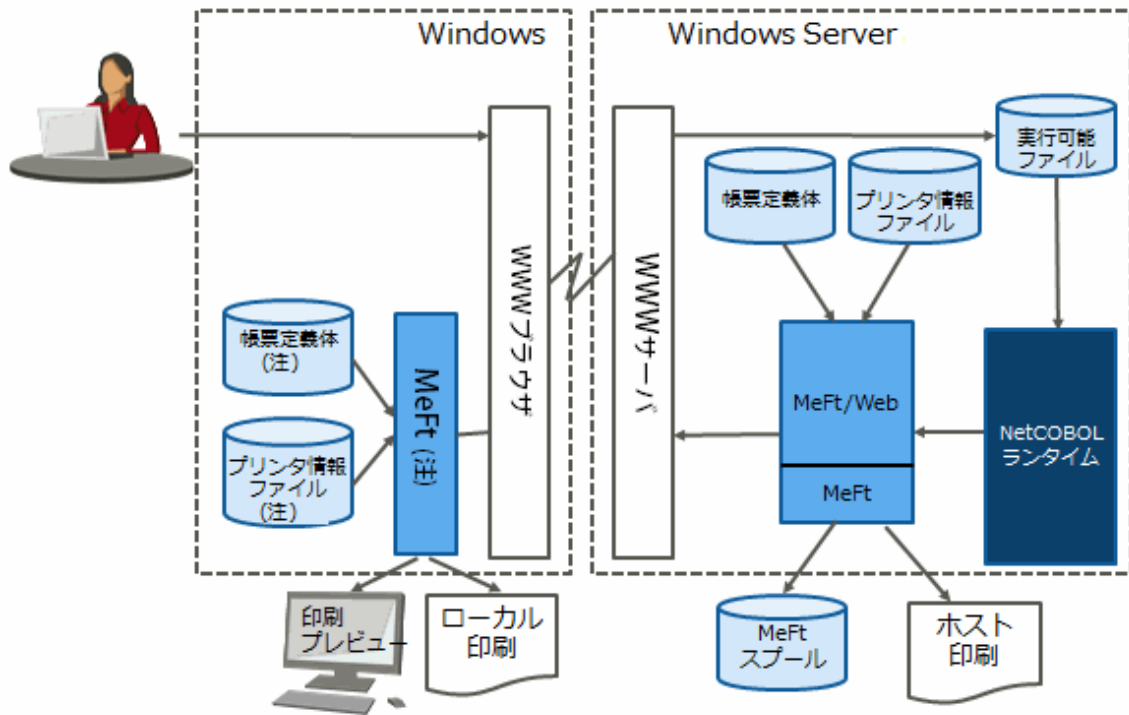 Windows
Windows Server
実行可能
ファイル
帳票定義体
プリンタ情報
ファイル
WWWブラウザ
WWWサーバ
帳票定義体
(注)
MeFt (注)
プリンタ情報
ファイル
(注)
MeFt/Web
MeFt
NetCOBOL
ランタイム
印刷
プレビュー
ローカル
印刷
MeFt
スプール
ホスト
印刷